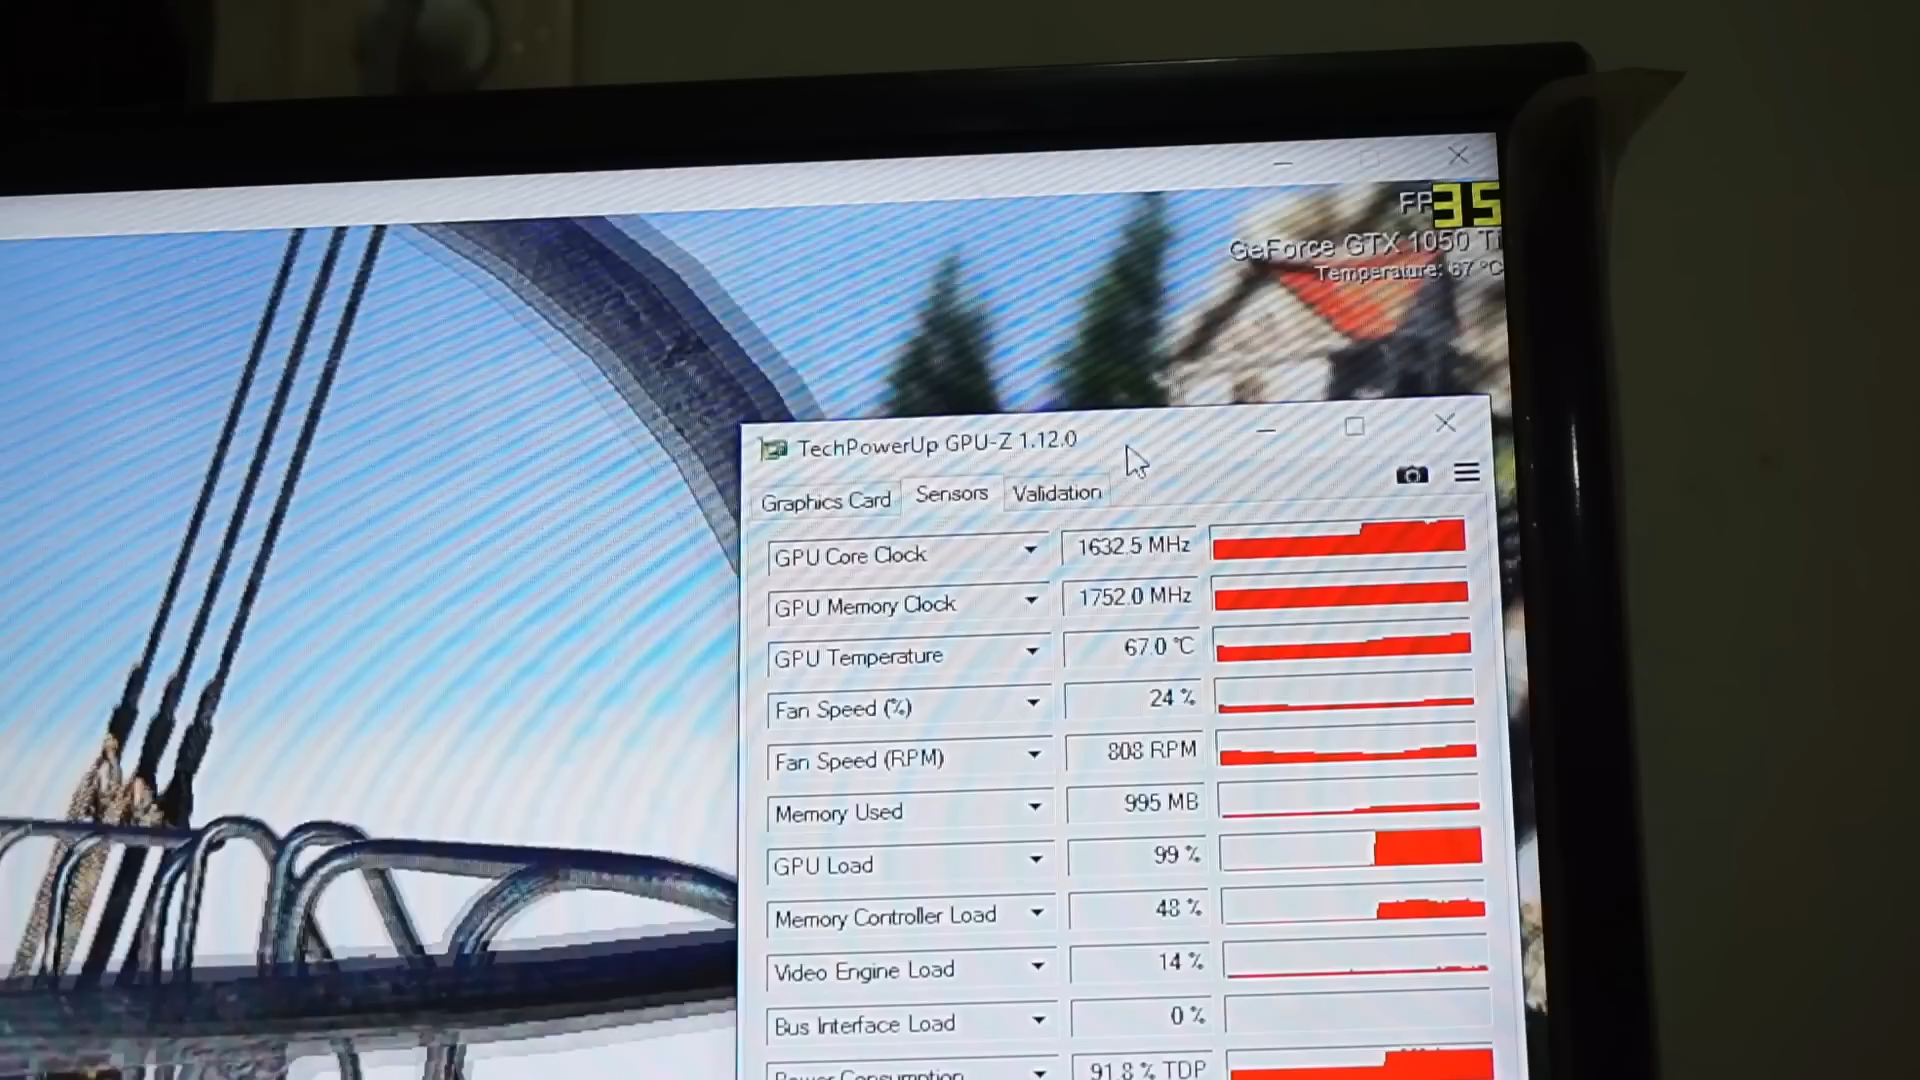 FP 35
GeForce GTX 1050 Ti
Temperature: 67 °C
TechPowerUp GPU-Z 1.12.0
Graphics Card Sensors Validation
GPU Core Clock 1632.5 MHz
GPU Memory Clock 1752.0 MHz
GPU Temperature 67.0 °C
Fan Speed (%) 24 %
Fan Speed (RPM) 808 RPM
Memory Used 995 MB
GPU Load 99 %
Memory Controller Load 48 %
Video Engine Load 14 %
Bus Interface Load 0 %
Power Consumption 91.8 % TDP